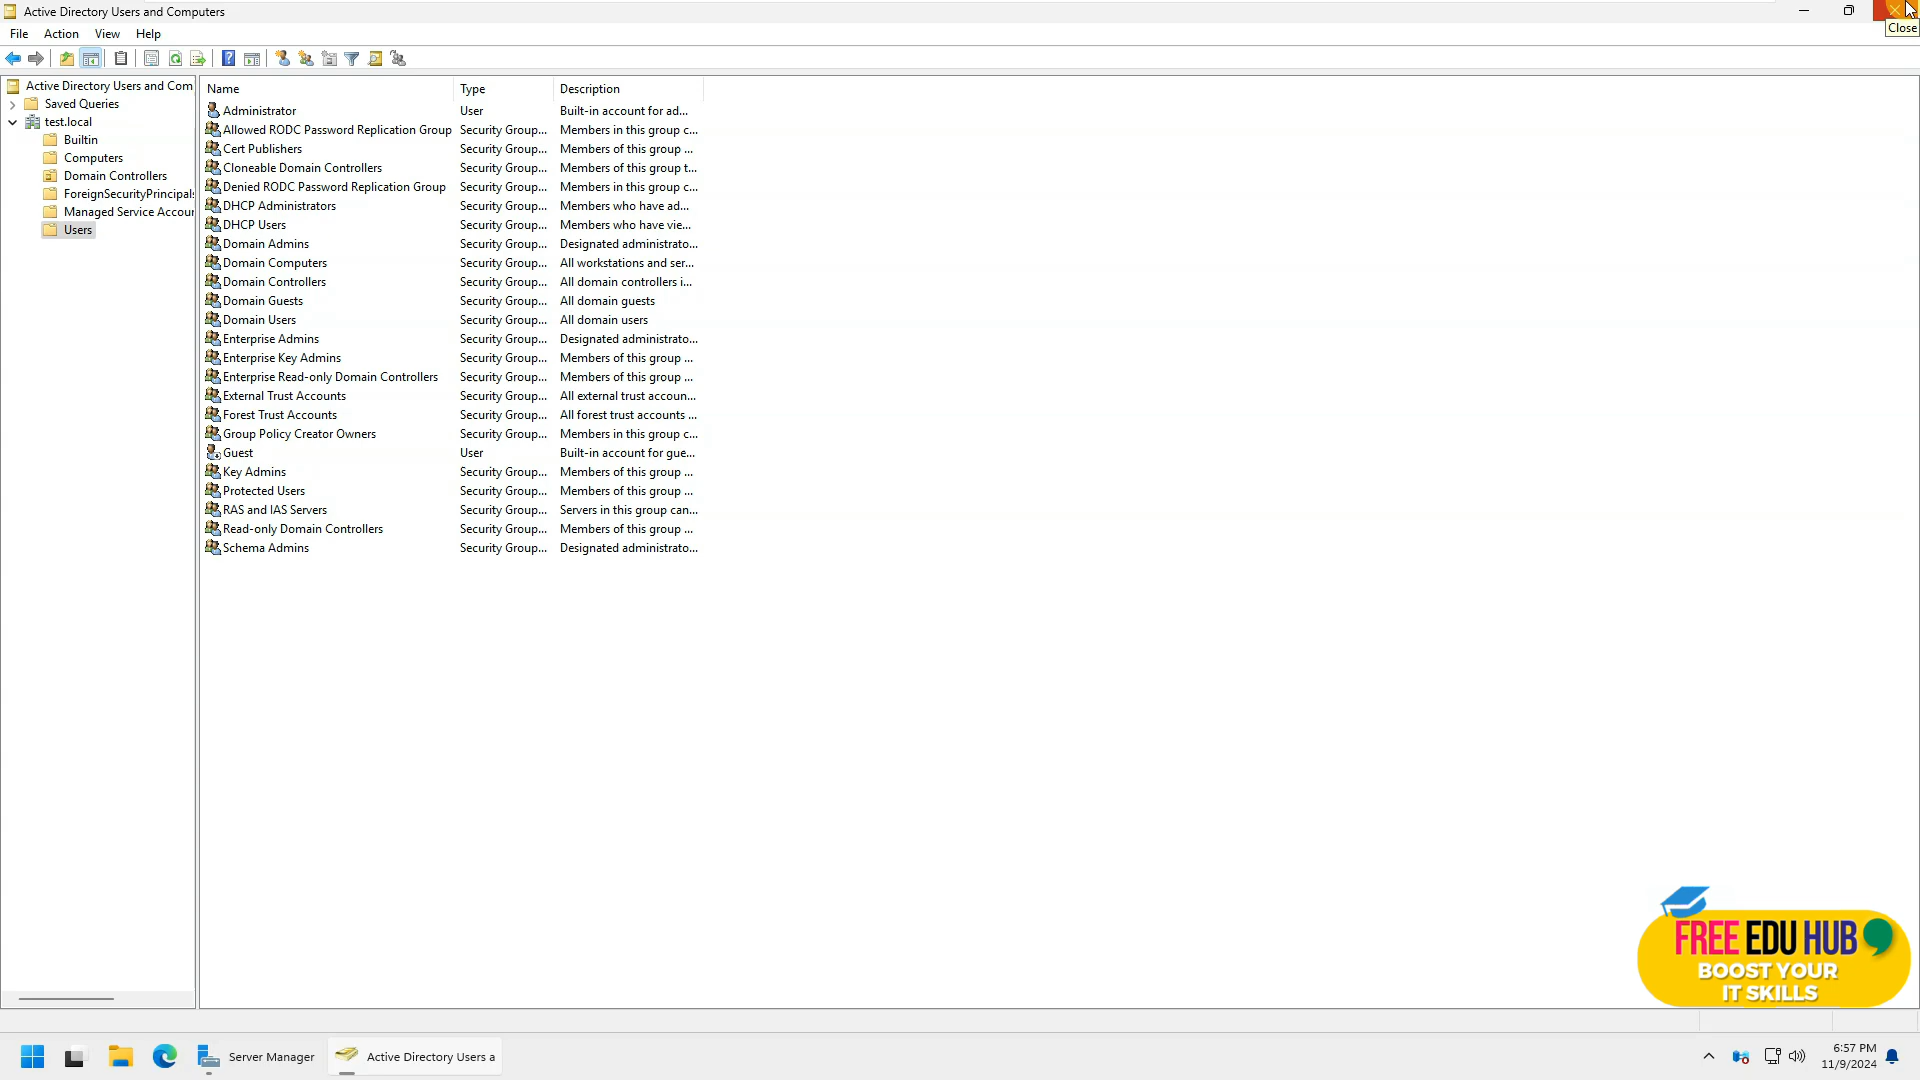 Active Directory Users and Computers
Close
File Action View Help
Active Directory Users and Com
Saved Queries
test.local
Builtin
Computers
Domain Controllers
ForeignSecurityPrincipals
Managed Service Accour
Users
Name Type Description
Administrator User Built-in account for ad...
Allowed RODC Password Replication Group Security Group... Members in this group c...
Cert Publishers Security Group... Members of this group ...
Cloneable Domain Controllers Security Group... Members of this group t...
Denied RODC Password Replication Group Security Group... Members in this group c...
DHCP Administrators Security Group... Members who have ad...
DHCP Users Security Group... Members who have vie...
Domain Admins Security Group... Designated administrato...
Domain Computers Security Group... All workstations and ser...
Domain Controllers Security Group... All domain controllers i...
Domain Guests Security Group... All domain guests
Domain Users Security Group... All domain users
Enterprise Admins Security Group... Designated administrato...
Enterprise Key Admins Security Group... Members of this group ...
Enterprise Read-only Domain Controllers Security Group... Members of this group ...
External Trust Accounts Security Group... All external trust accoun...
Forest Trust Accounts Security Group... All forest trust accounts ...
Group Policy Creator Owners Security Group... Members in this group c...
Guest User Built-in account for gue...
Key Admins Security Group... Members of this group ...
Protected Users Security Group... Members of this group ...
RAS and IAS Servers Security Group... Servers in this group can...
Read-only Domain Controllers Security Group... Members of this group ...
Schema Admins Security Group... Designated administrato...
FREE EDU HUB
BOOST YOUR
IT SKILLS
Server Manager
Active Directory Users a
6:57 PM
11/9/2024